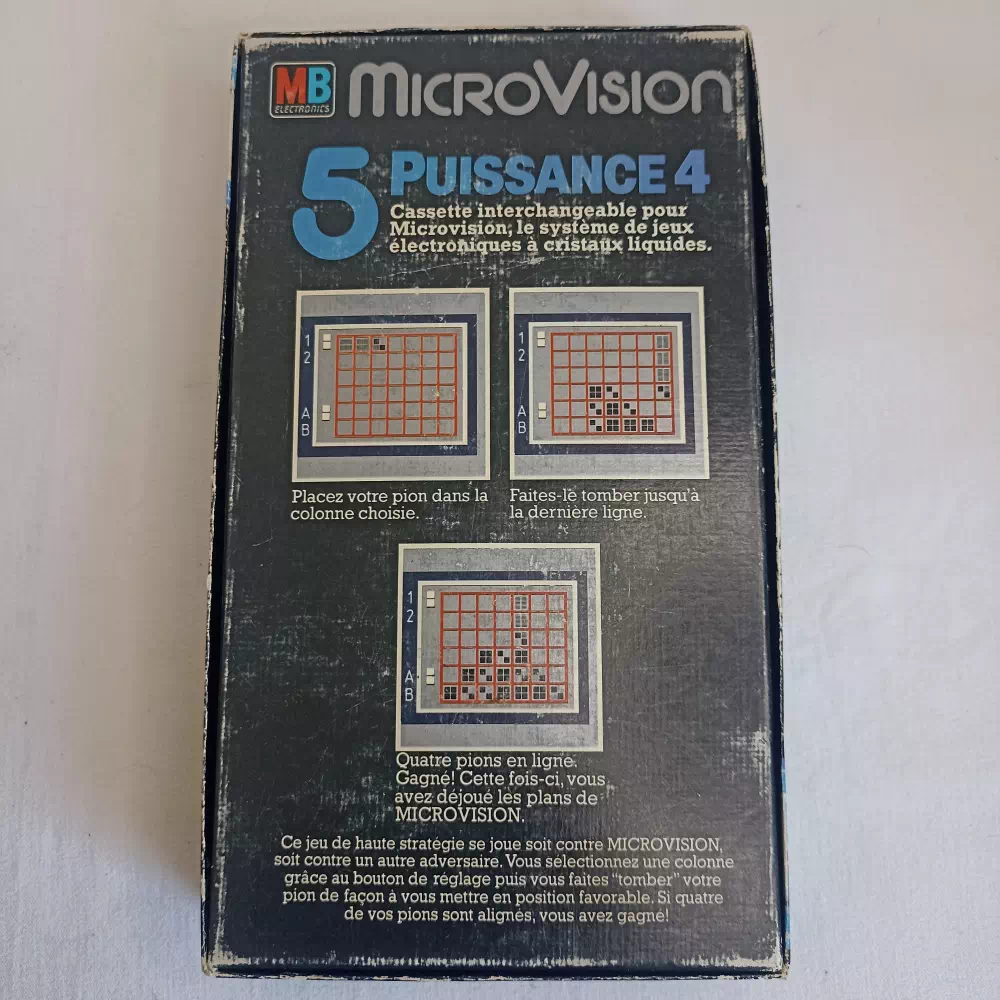 MB
ELECTRONICS
MICROVISION
5
PUISSANCE 4
Cassette interchangeable pour
Microvision, le système de jeux
électroniques à cristaux liquides.
1
2
A
B
1
2
A
B
Placez votre pion dans la
colonne choisie.
Faites-le tomber jusqu'à
la dernière ligne.
1
2
A
B
Quatre pions en ligne.
Gagné! Cette fois-ci, vous
avez déjoué les plans de
MICROVISION.
Ce jeu de haute stratégie se joue soit contre MICROVISION,
soit contre un autre adversaire. Vous sélectionnez une colonne
grâce au bouton de réglage puis vous faites "tomber" votre
pion de façon à vous mettre en position favorable. Si quatre
de vos pions sont alignés, vous avez gagné!